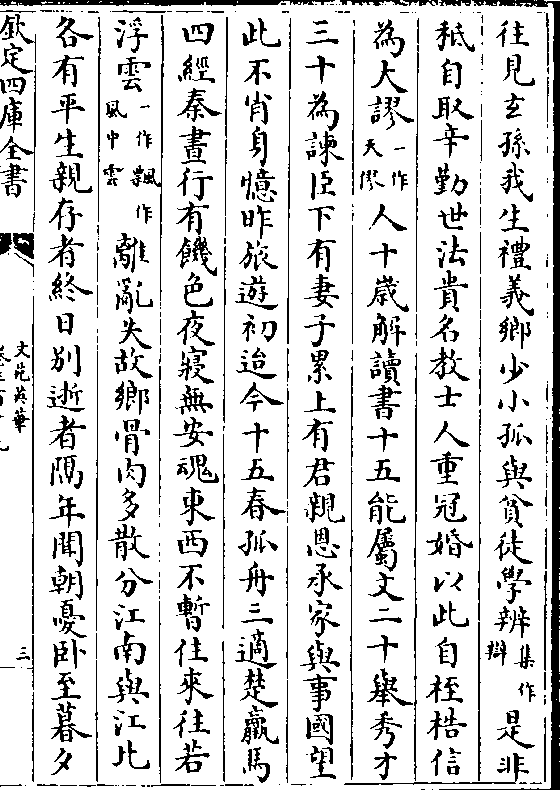 往見玄孫我生禮義鄉少小孤與貧徒學辨集作辯是非
秪自取辛勤世法貴名教士人重冠婚以此自桎梏信
為大謬一作天僇人十歲解讀書十五能屬文二十舉秀才
三十為諫臣下有妻子累上有君親恩承家與事國望
此不肖身憶昨旅遊初迨今十五春孤舟三適楚羸馬
四經秦晝行有饑色夜寢無安魂東西不暫住來往若
浮雲一作飄作風中雲離亂失故鄉骨肉多散分江南與江北
各有平生親存者終日別逝者隔年聞朝憂卧至暮夕
欽定四庫全書
文苑英華
三